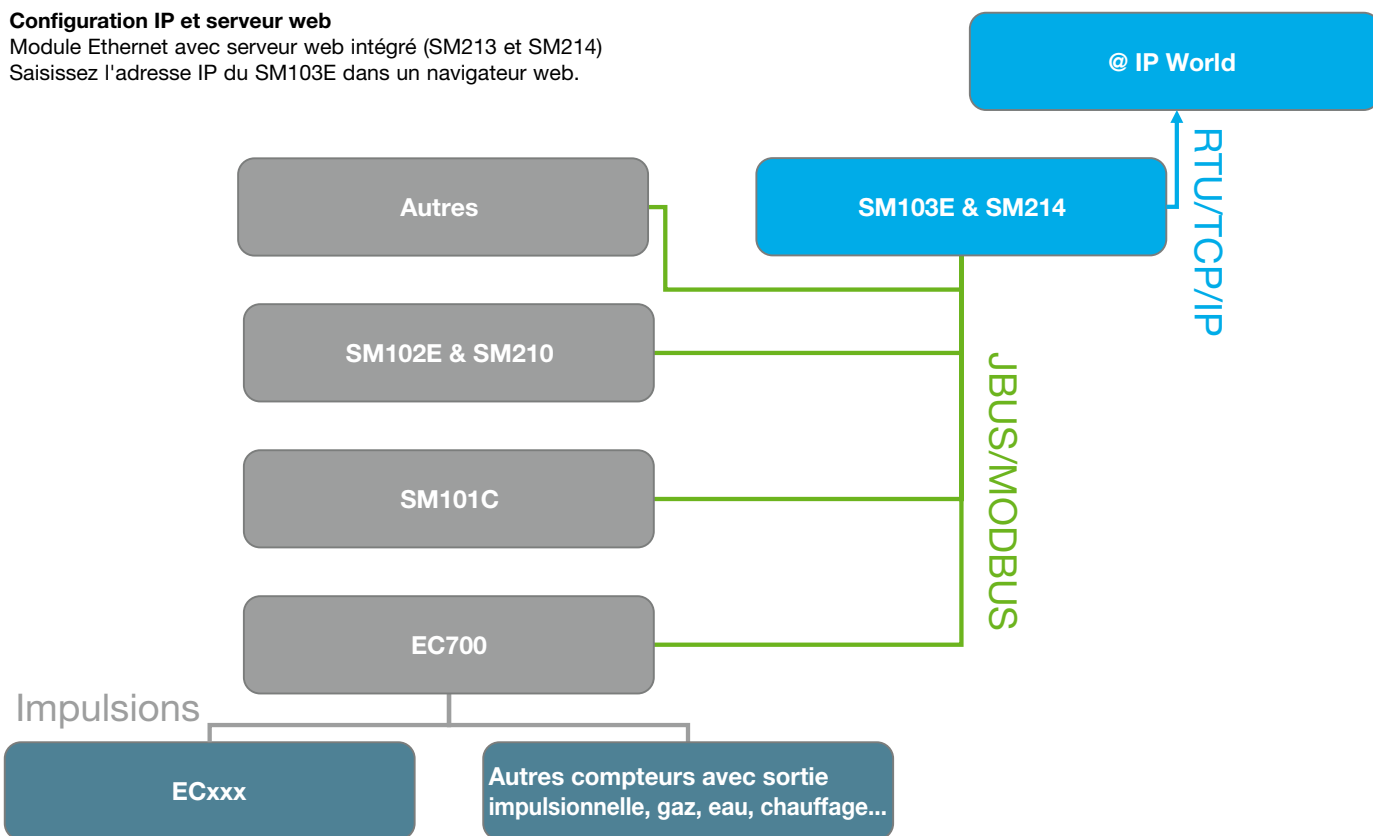 Configuration IP et serveur web
Module Ethernet avec serveur web intégré (SM213 et SM214)
Saisissez l'adresse IP du SM103E dans un navigateur web.
@ IP World
RTU/TCP/IP
Autres
SM103E & SM214
SM102E & SM210
JBUS/MODBUS
SM101C
EC700
Impulsions
ECxxx
Autres compteurs avec sortie
impulsionnelle, gaz, eau, chauffage...